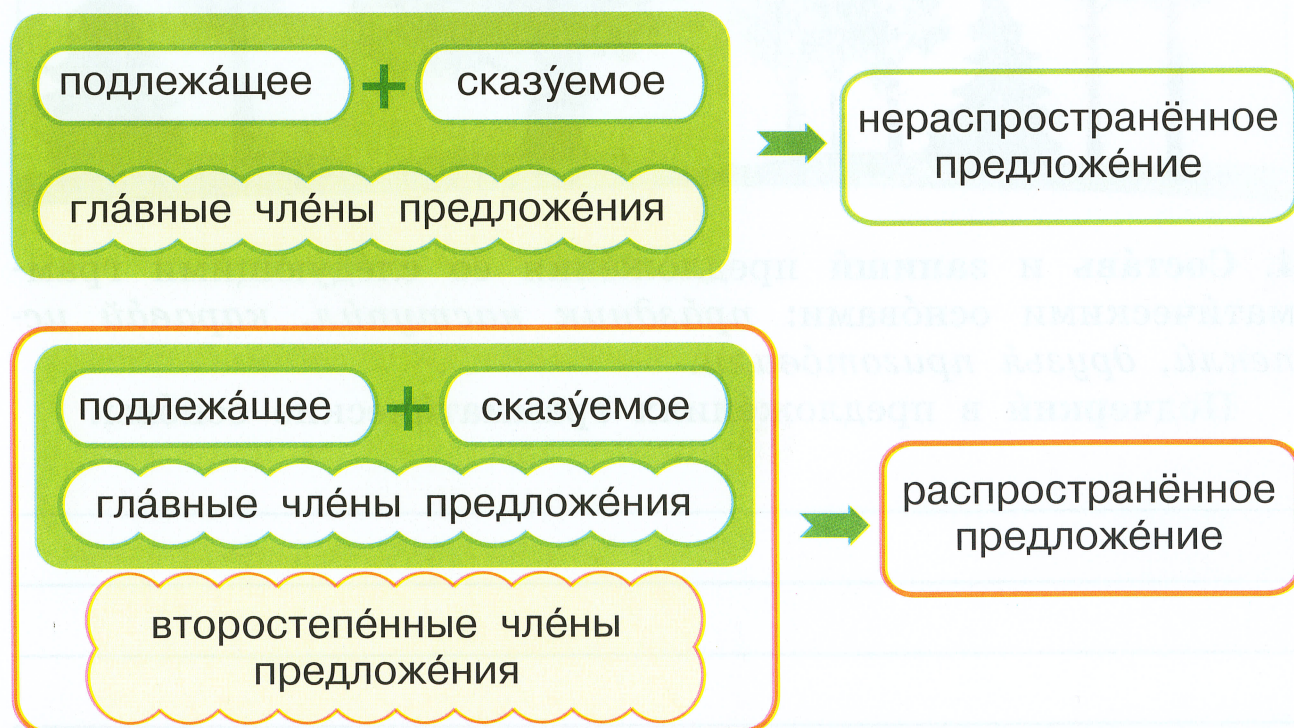 подлежа́щее + сказу́емое
гла́вные чле́ны предложе́ния
нераспространённое
предложе́ние
подлежа́щее + сказу́емое
гла́вные чле́ны предложе́ния
второстепе́нные чле́ны
предложе́ния
распространённое
предложе́ние